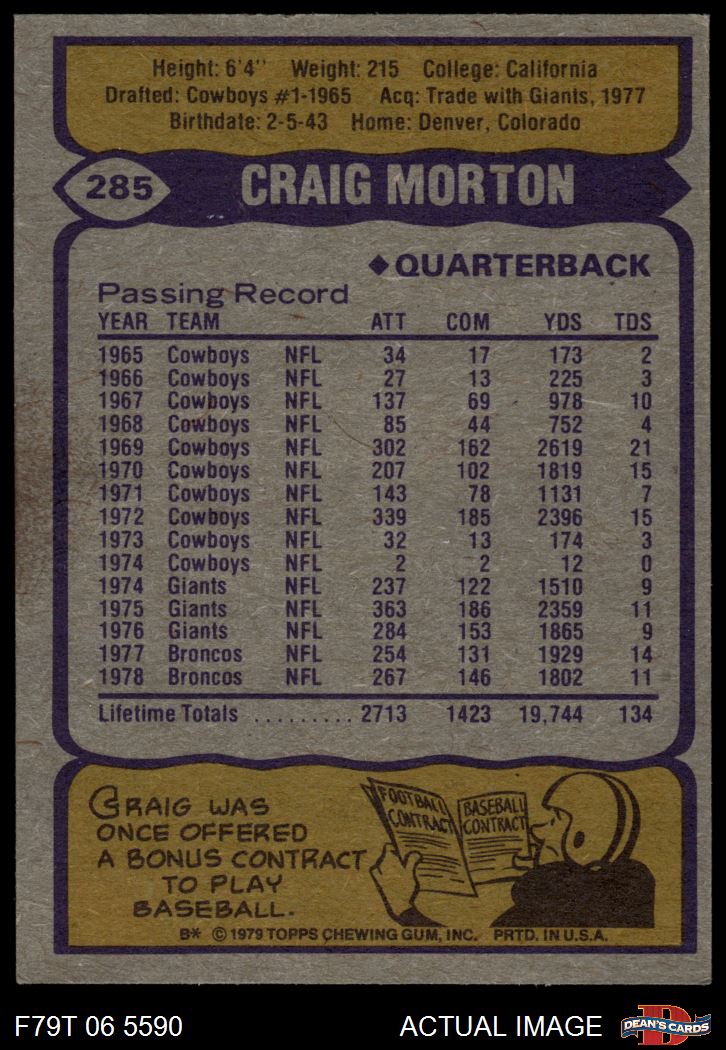 Height: 6'4" Weight: 215 College: California
Drafted: Cowboys #1-1965 Acq: Trade with Giants, 1977
Birthdate: 2-5-43 Home: Denver, Colorado
285 CRAIG MORTON
◆ QUARTERBACK
Passing Record
YEAR TEAM ATT COM YDS TDS
1965 Cowboys NFL 34 17 173 2
1966 Cowboys NFL 27 13 225 3
1967 Cowboys NFL 137 69 978 10
1968 Cowboys NFL 85 44 752 4
1969 Cowboys NFL 302 162 2619 21
1970 Cowboys NFL 207 102 1819 15
1971 Cowboys NFL 143 78 1131 7
1972 Cowboys NFL 339 185 2396 15
1973 Cowboys NFL 32 13 174 3
1974 Cowboys NFL 2 2 12 0
1974 Giants NFL 237 122 1510 9
1975 Giants NFL 363 186 2359 11
1976 Giants NFL 284 153 1865 9
1977 Broncos NFL 254 131 1929 14
1978 Broncos NFL 267 146 1802 11
Lifetime Totals ......... 2713 1423 19,744 134
CRAIG WAS
ONCE OFFERED
A BONUS CONTRACT
TO PLAY
BASEBALL.
FOOTBALL
CONTRACT
BASEBALL
CONTRACT
B* © 1979 TOPPS CHEWING GUM, INC. PRTD. IN U.S.A.
F79T 06 5590 ACTUAL IMAGE
D
DEAN'S CARDS